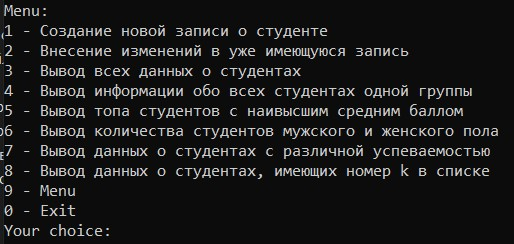 Menu:
1 - Создание новой записи о студенте
2 - Внесение изменений в уже имеющуюся запись
3 - Вывод всех данных о студентах
4 - Вывод информации обо всех студентах одной группы
5 - Вывод топа студентов с наивысшим средним баллом
6 - Вывод количества студентов мужского и женского пола
7 - Вывод данных о студентах с различной успеваемостью
8 - Вывод данных о студентах, имеющих номер k в списке
9 - Menu
0 - Exit
Your choice: